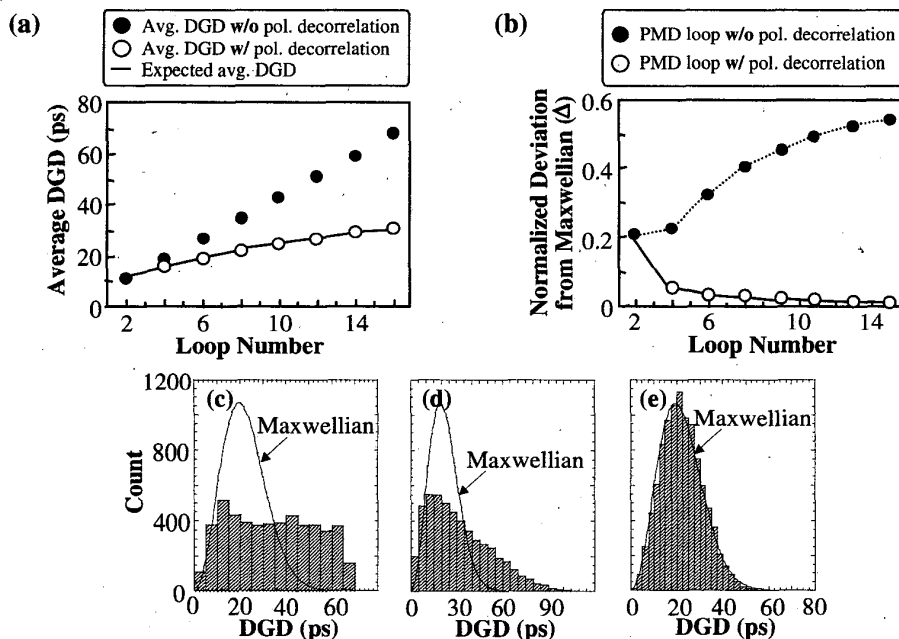 (a)
Avg. DGD w/o pol. decorrelation
Avg. DGD w/ pol. decorrelation
Expected avg. DGD
Average DGD (ps)
80
60
40
20
0
2
6
10
14
Loop Number
(b)
PMD loop w/o pol. decorrelation
PMD loop w/ pol. decorrelation
Normalized Deviation
from Maxwellian (Δ)
0.6
0.4
0.2
0
2
4
6
10
14
Loop Number
Count
1200
1000
800
400
0
(c)
Maxwellian
0
20
40
60
DGD (ps)
(d)
Maxwellian
0
30
60
90
DGD (ps)
(e)
Maxwellian
0
20
40
60
80
DGD (ps)